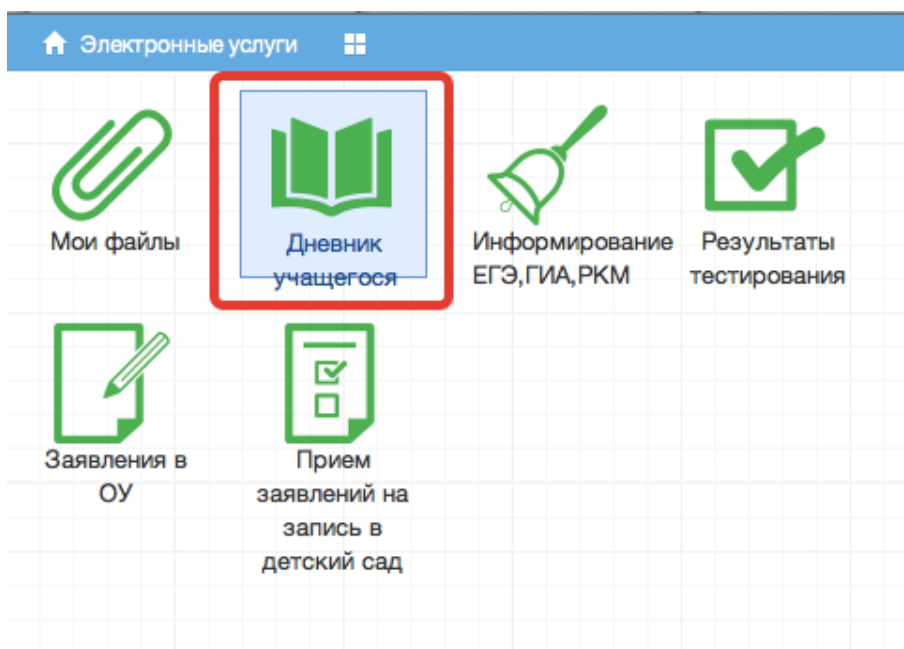 Электронные услуги
Мои файлы
Дневник
учащегося
Информирование
ЕГЭ,ГИА,РКМ
Результаты
тестирования
Заявления в
ОУ
Прием
заявлений на
запись в
детский сад